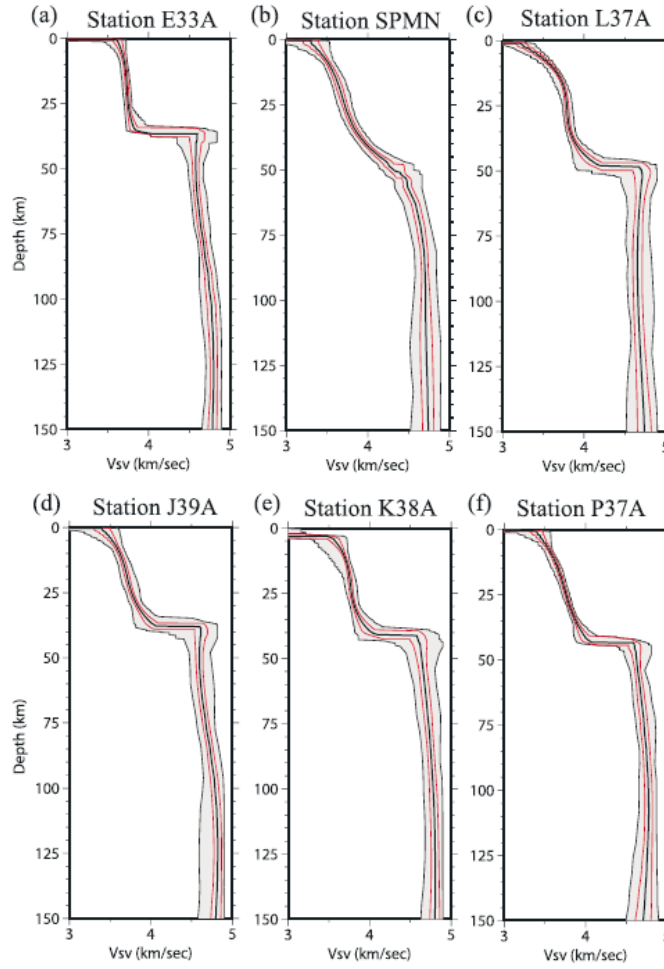 (a) Station E33A
(b) Station SPMN
(c) Station L37A
0
25
50
75
100
125
150
Depth (km)
3 4 5
Vsv (km/sec)
0
25
50
75
100
125
150
3 4 5
Vsv (km/sec)
0
25
50
75
100
125
150
3 4 5
Vsv (km/sec)
(d) Station J39A
(e) Station K38A
(f) Station P37A
0
25
50
75
100
125
150
Depth (km)
3 4 5
Vsv (km/sec)
0
25
50
75
100
125
150
3 4 5
Vsv (km/sec)
0
25
50
75
100
125
150
3 4 5
Vsv (km/sec)